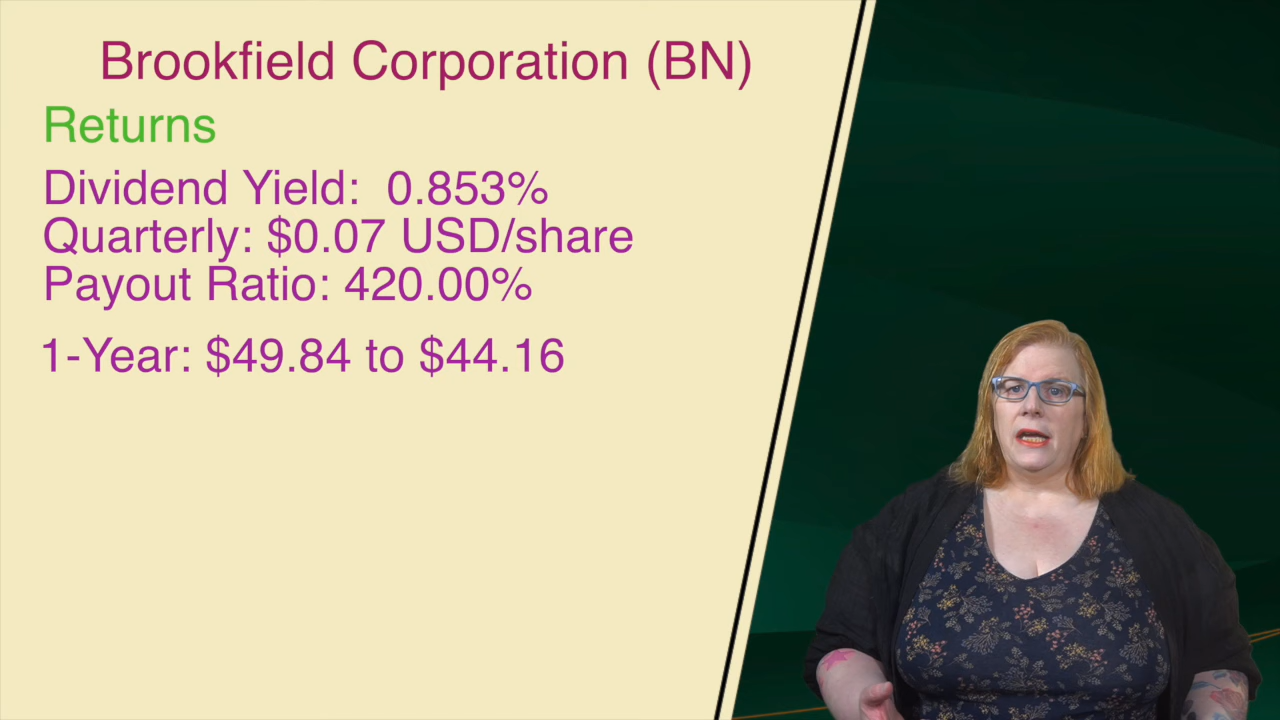 Brookfield Corporation (BN)
Returns
Dividend Yield: 0.853%
Quarterly: $0.07 USD/share
Payout Ratio: 420.00%
1-Year: $49.84 to $44.16